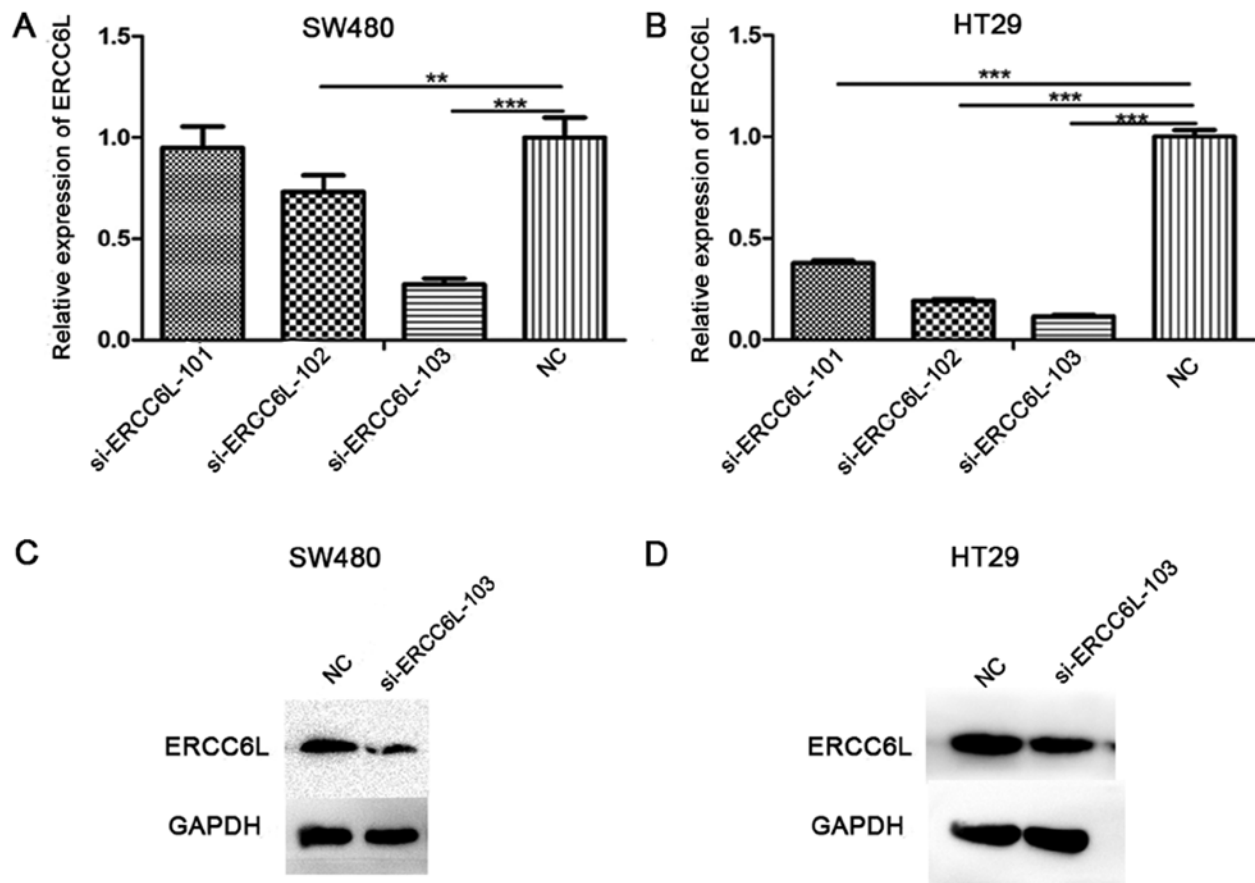 A
SW480
Relative expression of ERCC6L
1.5
1.0
0.5
0.0
**
***
si-ERCC6L-101
si-ERCC6L-102
si-ERCC6L-103
NC
B
HT29
Relative expression of ERCC6L
1.5
1.0
0.5
0.0
***
***
***
si-ERCC6L-101
si-ERCC6L-102
si-ERCC6L-103
NC
C
SW480
NC
si-ERCC6L-103
ERCC6L
GAPDH
D
HT29
NC
si-ERCC6L-103
ERCC6L
GAPDH